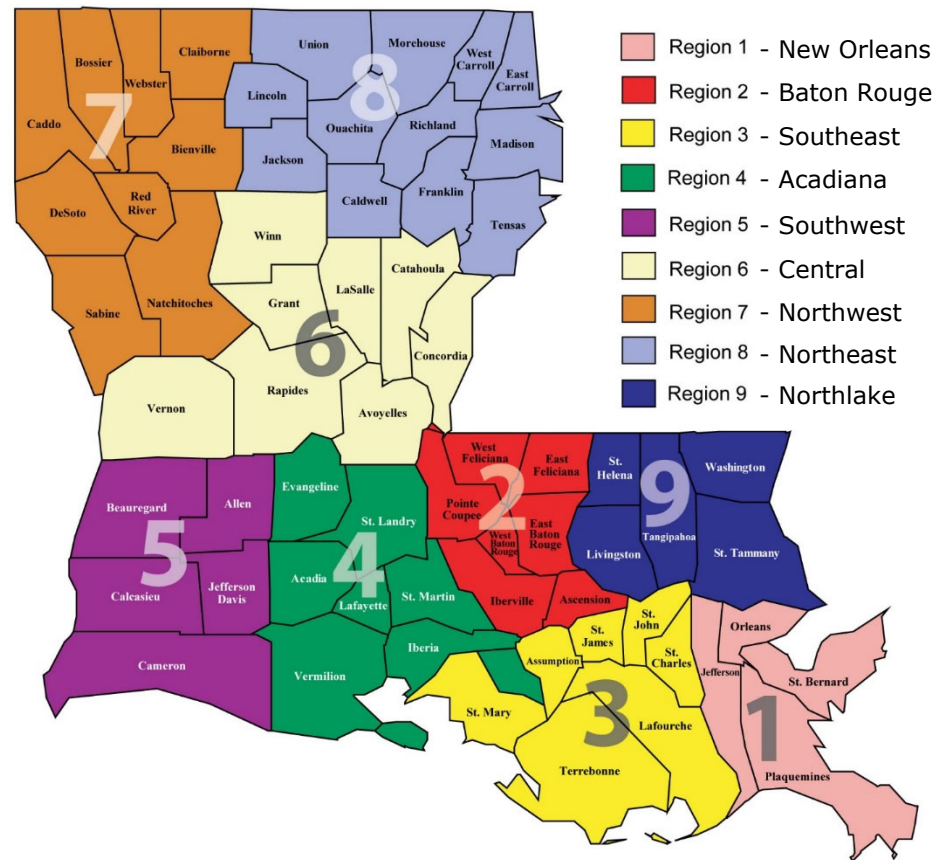 Union
Morehouse
West
Carroll
East
Carroll
Claiborne
Bossier
Webster
8
Lincoln
7
Caddo
Ouachita
Richland
Madison
Bienville
Jackson
Franklin
Caldwell
Red
River
DeSoto
Tensas
Winn
Catahoula
LaSalle
Grant
Natchitoches
Sabine
6
Concordia
Rapides
Vernon
Avoyelles
Region 1 - New Orleans
Region 2 - Baton Rouge
Region 3 - Southeast
Region 4 - Acadiana
Region 5 - Southwest
Region 6 - Central
Region 7 - Northwest
Region 8 - Northeast
Region 9 - Northlake
West
Feliciana
East
Feliciana
St.
Helena
Washington
Evangeline
Beauregard
Allen
2
9
Pointe
Coupee
St. Landry
5
West
Baton
Rouge
East
Baton
Rouge
Tangipahoa
Livingston
St. Tammany
4
Acadia
Calcasieu
Jefferson
Davis
Lafayette
St. Martin
Iberville
Ascension
St.
James
St.
John
Orleans
Iberia
Cameron
Vermilion
Assumption
St.
Charles
Jefferson
St. Bernard
St. Mary
3
Lafourche
1
Terrebonne
Plaquemines